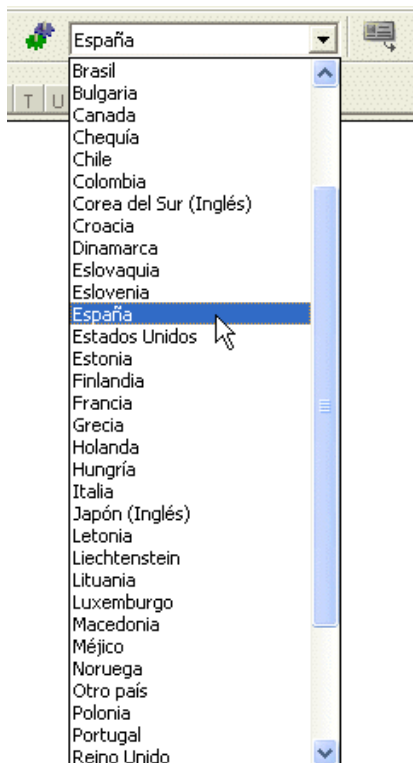 España
Brasil
T U
Bulgaria
Canada
Chequía
Chile
Colombia
Corea del Sur (Inglés)
Croacia
Dinamarca
Eslovaquia
Eslovenia
España
Estados Unidos
Estonia
Finlandia
Francia
Grecia
Holanda
Hungría
Italia
Japón (Inglés)
Letonia
Liechtenstein
Lituania
Luxemburgo
Macedonia
Méjico
Noruega
Otro país
Polonia
Portugal
Reino Unido